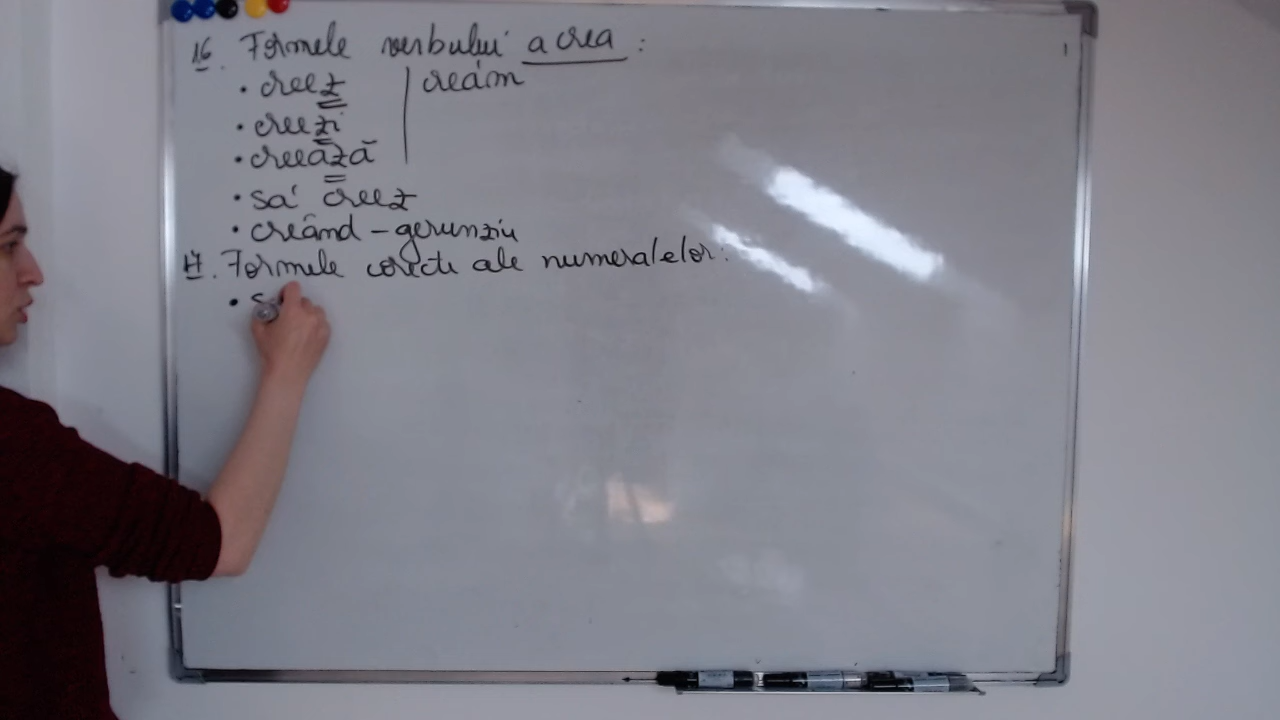 16. Formele verbului a crea :
• creez | creăm
• creezi
• creează
• să creez
• creând – gerunziu
17. Formele corecte ale numeralelor :
• s